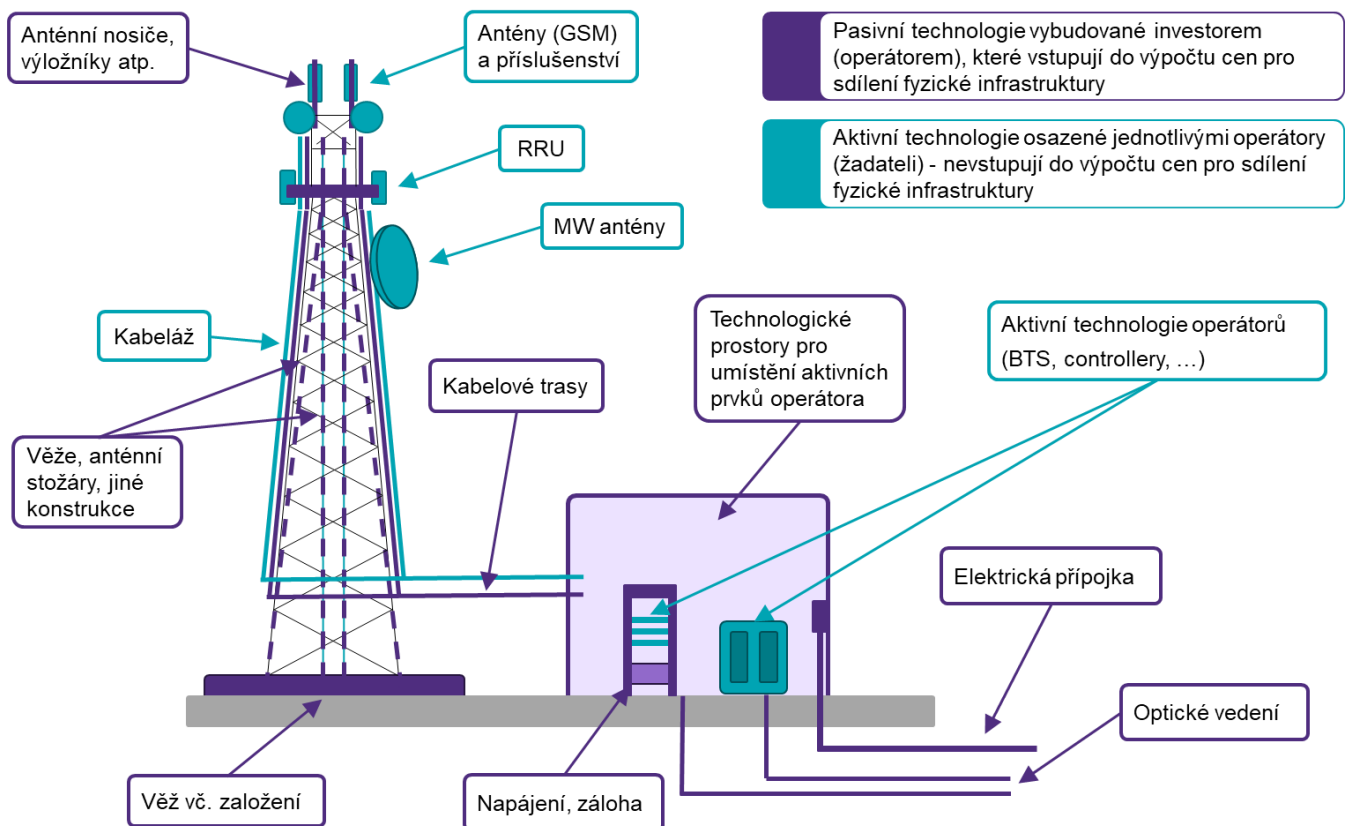 Anténní nosiče,
výložníky atp.
Antény (GSM)
a příslušenství
Pasivní technologie vybudované investorem
(operátorem), které vstupují do výpočtu cen pro
sdílení fyzické infrastruktury
Aktivní technologie osazené jednotlivými operátory
(žadateli) - nevstupují do výpočtu cen pro sdílení
fyzické infrastruktury
RRU
MW antény
Kabeláž
Kabelové trasy
Technologické
prostory pro
umístění aktivních
prvků operátora
Aktivní technologie operátorů
(BTS, controllery, …)
Věže, anténní
stožáry, jiné
konstrukce
Elektrická přípojka
Optické vedení
Věž vč. založení
Napájení, záloha